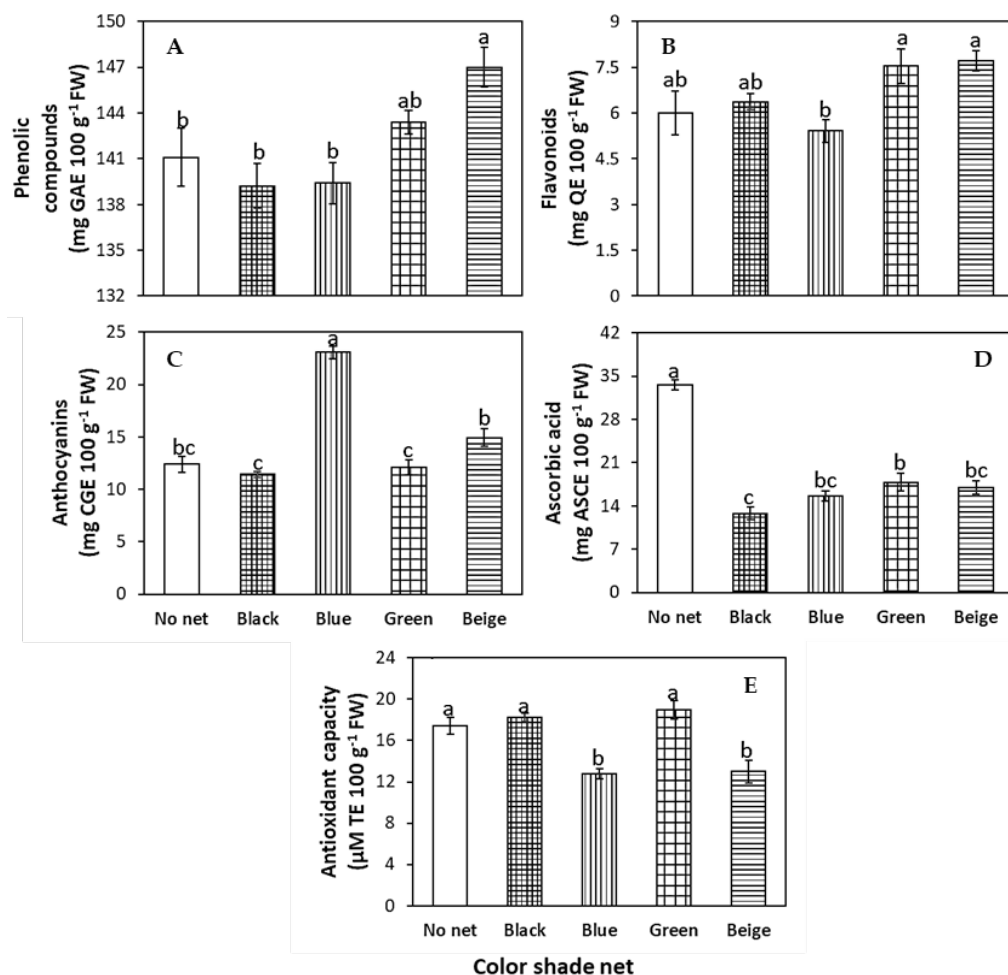 Phenolic
compounds
(mg GAE 100 g⁻¹ FW)
150
147
144
141
138
135
132
A
b
b
b
ab
a
Flavonoids
(mg QE 100 g⁻¹ FW)
9
7.5
6
4.5
3
1.5
0
B
ab
ab
b
a
a
Anthocyanins
(mg CGE 100 g⁻¹ FW)
25
20
15
10
5
0
C
bc
c
a
c
b
No net Black Blue Green Beige
Ascorbic acid
(mg ASCE 100 g⁻¹ FW)
42
35
28
21
14
7
0
D
a
c
bc
b
bc
No net Black Blue Green Beige
Antioxidant capacity
(µM TE 100 g⁻¹ FW)
24
20
16
12
8
4
0
E
a
a
b
a
b
No net Black Blue Green Beige
Color shade net